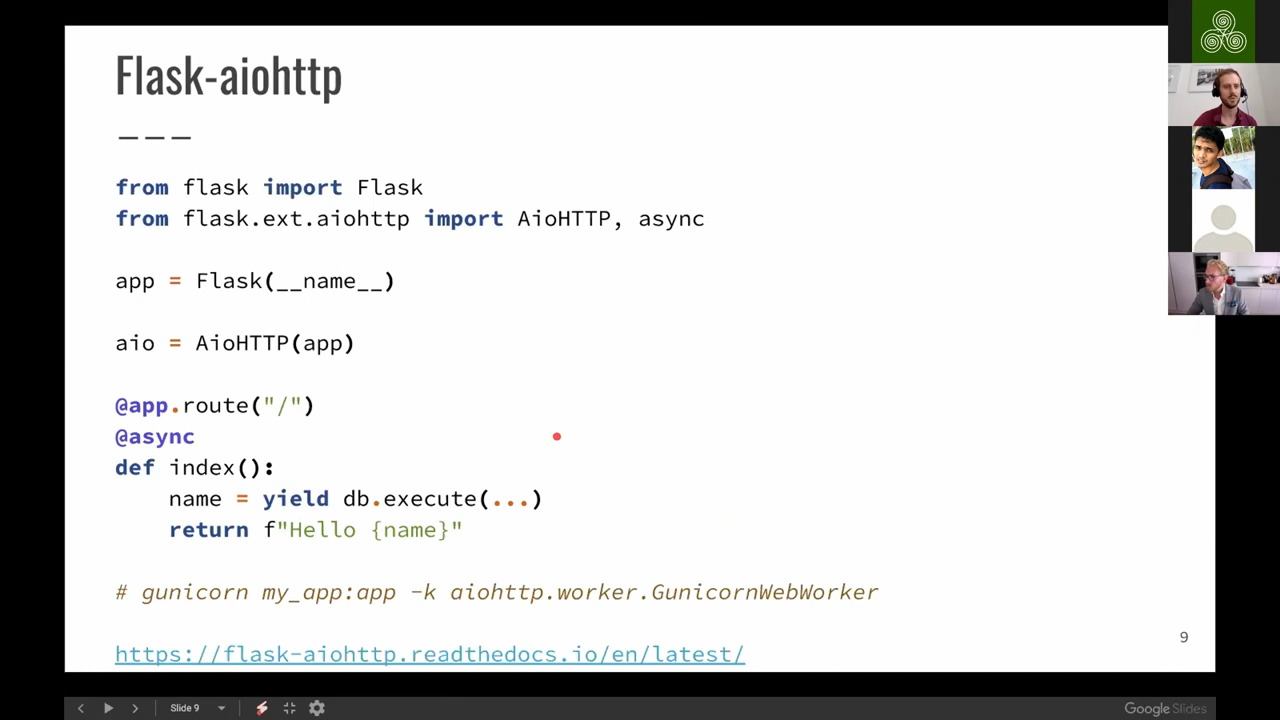 Flask-aiohttp
from flask import Flask
from flask.ext.aiohttp import AioHTTP, async
app = Flask(__name__)
aio = AioHTTP(app)
@app.route("/")
@async
def index():
    name = yield db.execute(...)
    return f"Hello {name}"
# gunicorn my_app:app -k aiohttp.worker.GunicornWebWorker
9
https://flask-aiohttp.readthedocs.io/en/latest/
Slide 9
Google Slides